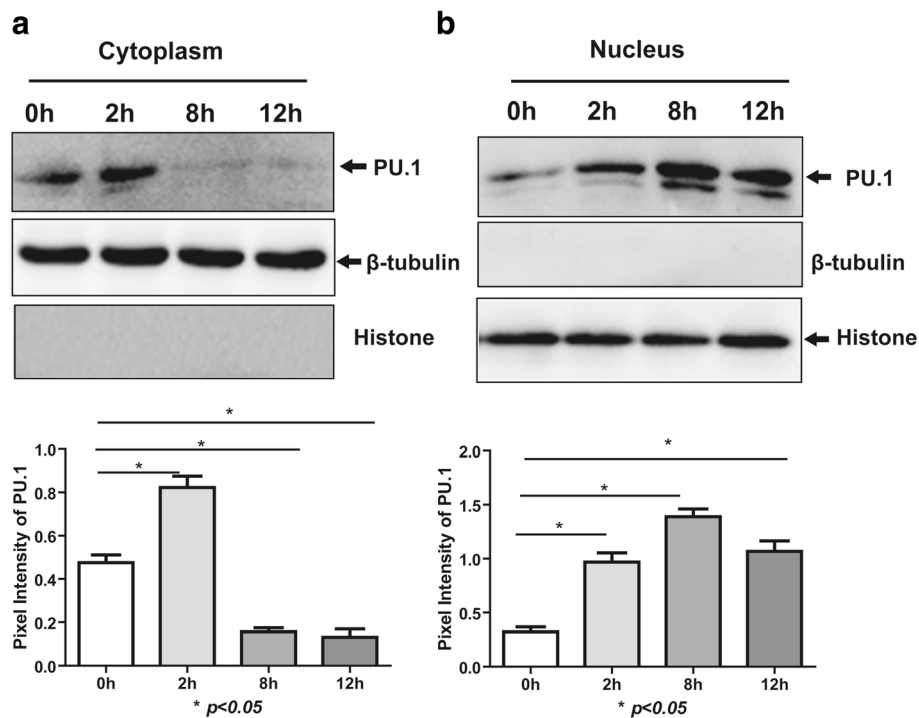 a
Cytoplasm
0h 2h 8h 12h
PU.1
β-tubulin
Histone
*
*
*
Pixel Intensity of PU.1
1.0
0.8
0.6
0.4
0.2
0.0
0h 2h 8h 12h
* p<0.05
b
Nucleus
0h 2h 8h 12h
PU.1
β-tubulin
Histone
*
*
*
Pixel Intensity of PU.1
2.0
1.5
1.0
0.5
0.0
0h 2h 8h 12h
* p<0.05